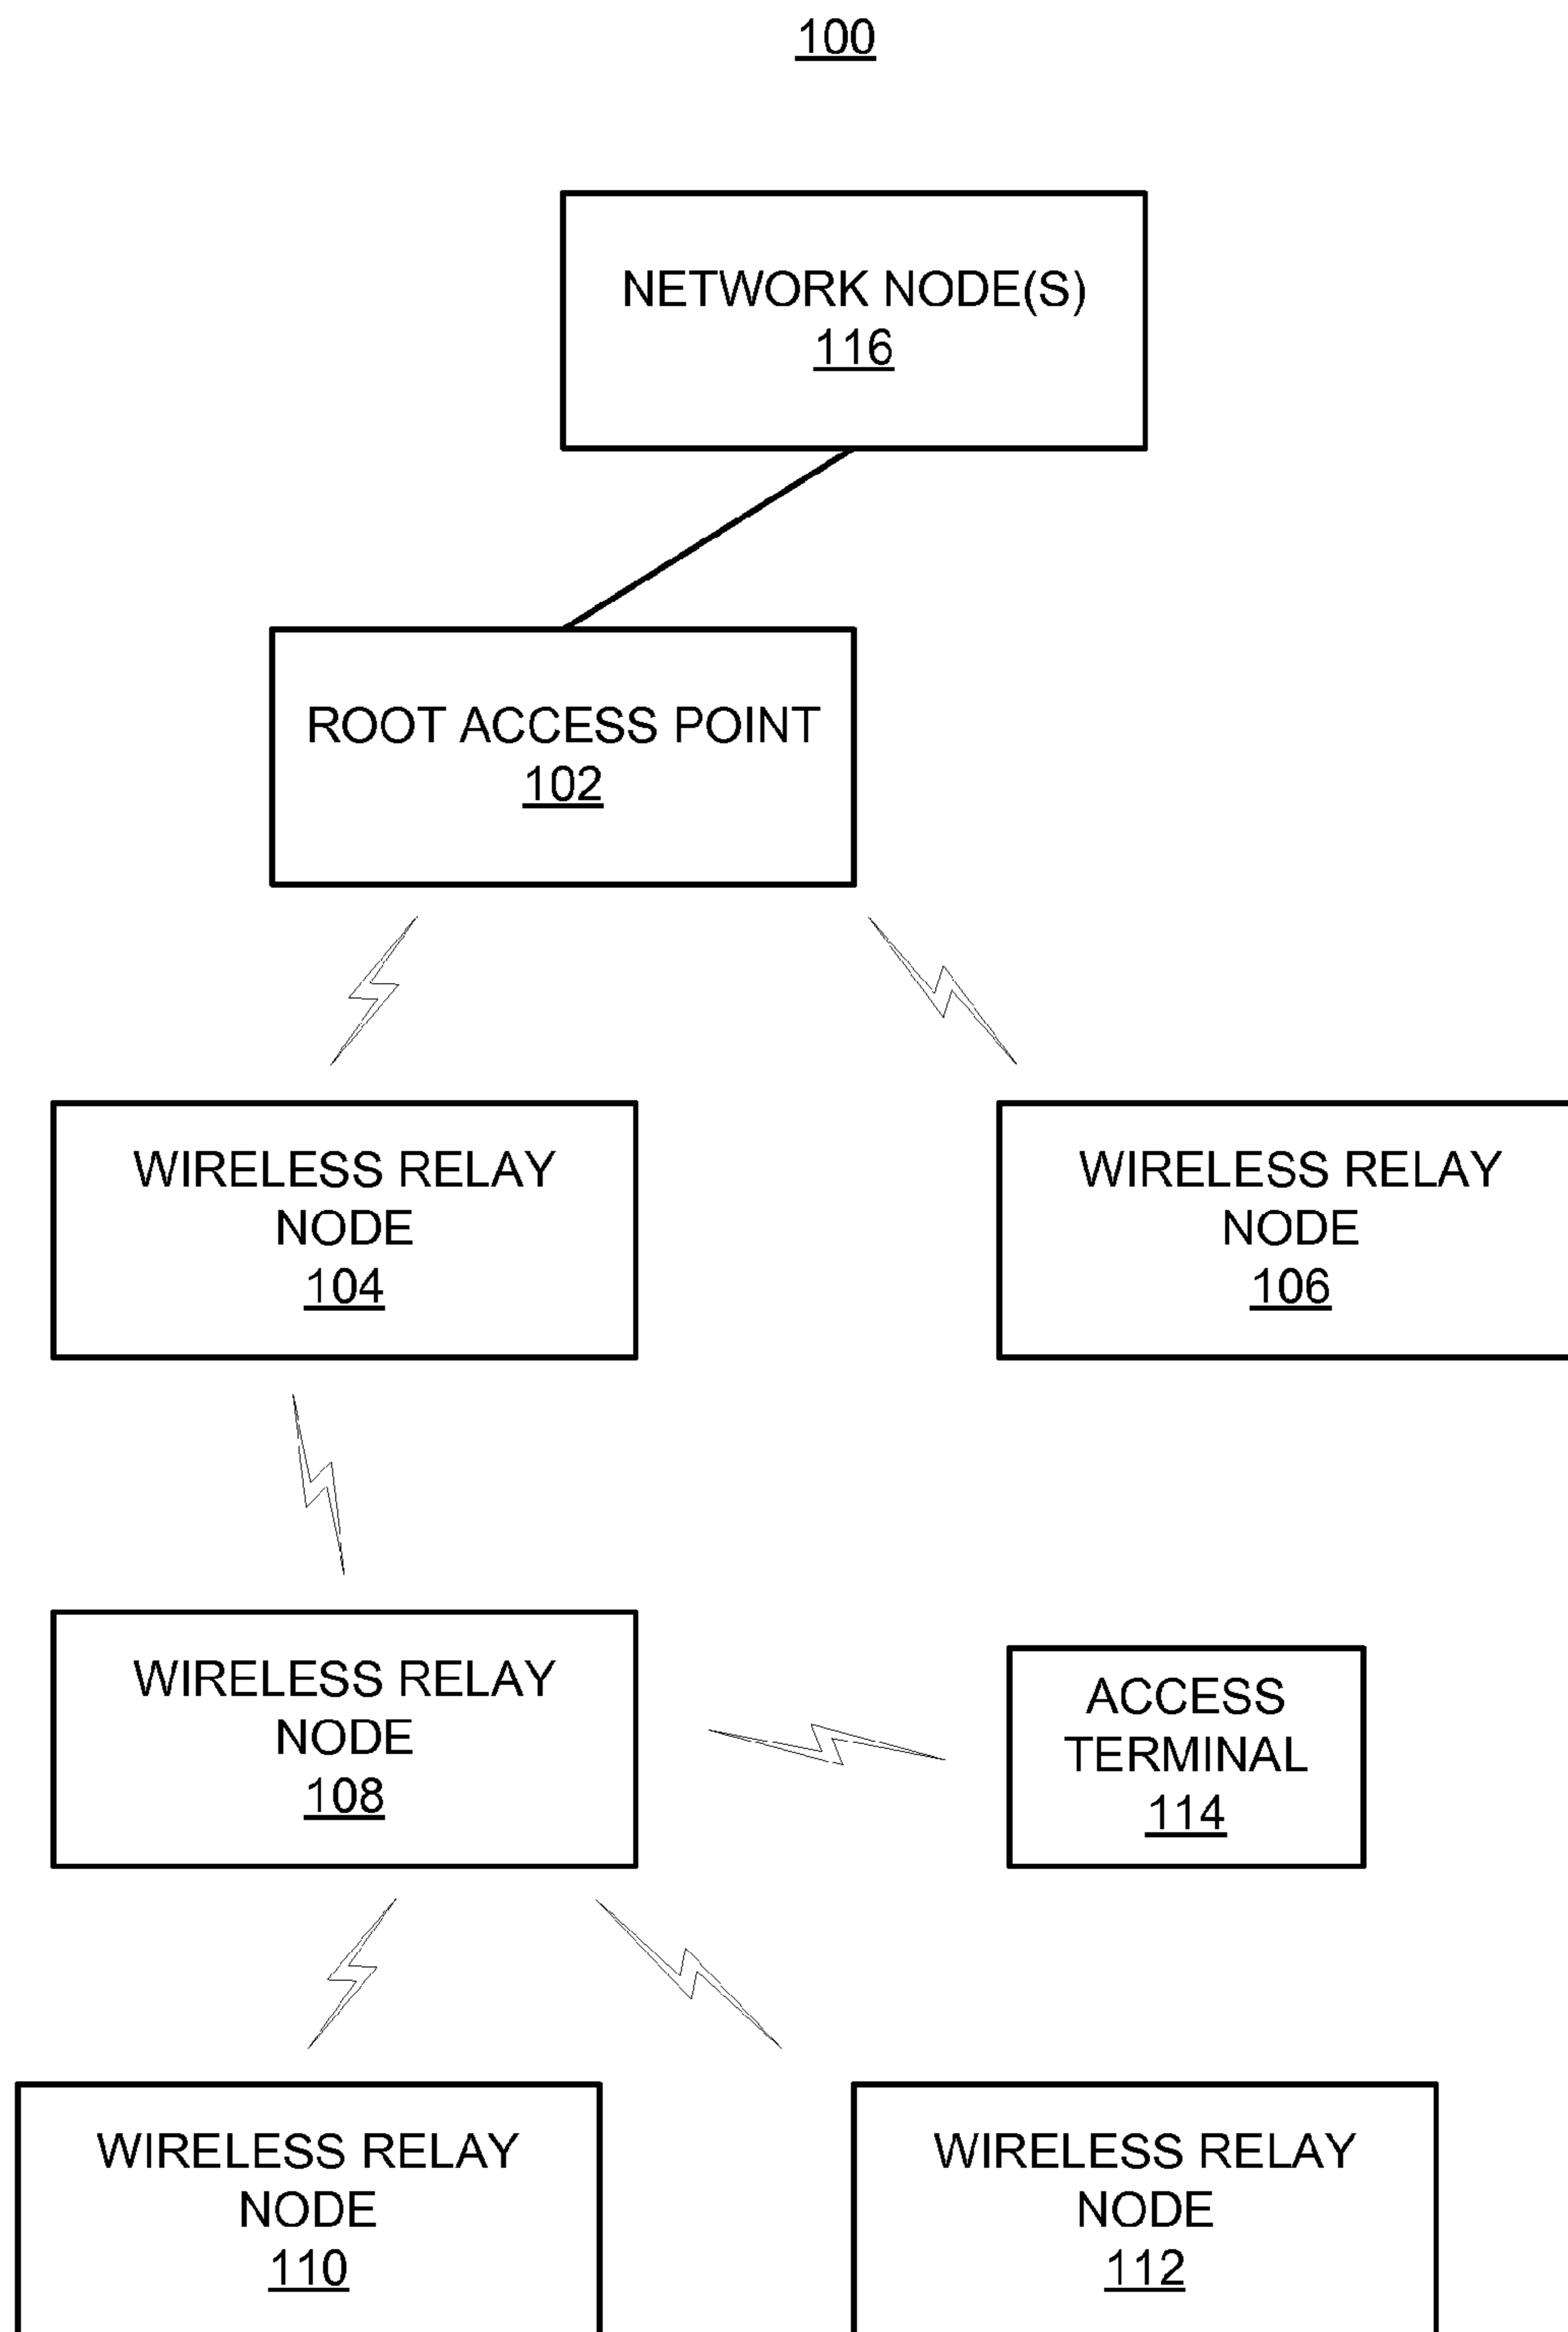 100
NETWORK NODE(S)
116
ROOT ACCESS POINT
102
WIRELESS RELAY
NODE
104
WIRELESS RELAY
NODE
106
WIRELESS RELAY
NODE
108
ACCESS
TERMINAL
114
WIRELESS RELAY
NODE
110
WIRELESS RELAY
NODE
112